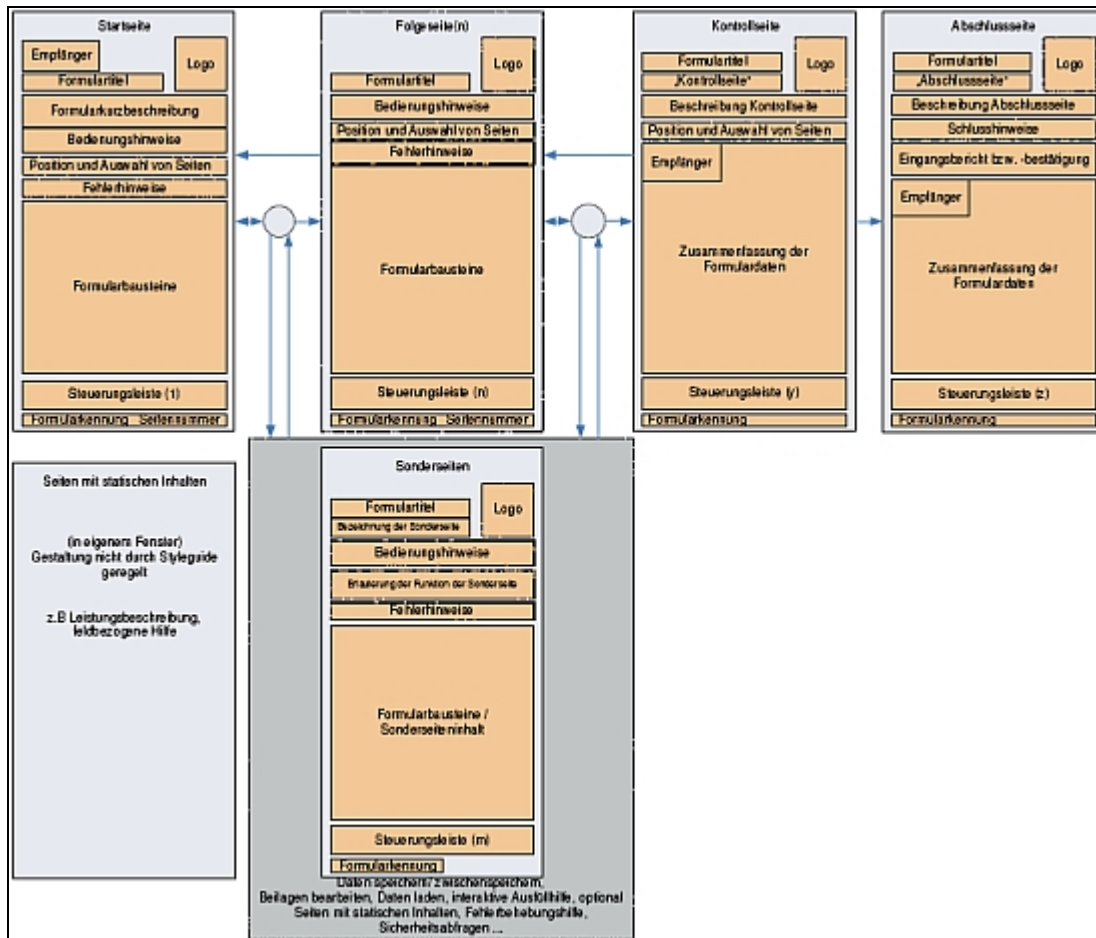 Startseite
Empfänger
Logo
Formulartitel
Formularkurzbeschreibung
Bedienungshinweise
Position und Auswahl von Seiten
Fehlerhinweise
Formularbausteine
Steuerungsleiste (1)
Formularkennung Seitennummer
Folgeseite(n)
Logo
Formulartitel
Bedienungshinweise
Position und Auswahl von Seiten
Fehlerhinweise
Formularbausteine
Steuerungsleiste (n)
Formularkennung Seitennummer
Kontrollseite
Formulartitel
„Kontrollseite“
Logo
Beschreibung Kontrollseite
Position und Auswahl von Seiten
Empfänger
Zusammenfassung der
Formulardaten
Steuerungsleiste (y)
Formularkennung
Abschlussseite
Formulartitel
„Abschlussseite“
Logo
Beschreibung Abschlussseite
Schlusshinweise
Eingangsbericht bzw. -bestätigung
Empfänger
Zusammenfassung der
Formulardaten
Steuerungsleiste (z)
Formularkennung
Seiten mit statischen Inhalten
(in eigenem Fenster)
Gestaltung nicht durch Styleguide
geregelt
z.B Leistungsbeschreibung,
feldbezogene Hilfe
Sonderseiten
Formulartitel
Logo
Bezeichnung der Sonderseite
Bedienungshinweise
Erläuterung der Funktion der Sonderseite
Fehlerhinweise
Formularbausteine /
Sonderseiteninhalt
Steuerungsleiste (m)
Formularkennung
Daten speichern/ zwischenspeichern,
Beilagen bearbeiten, Daten laden, interaktive Ausfüllhilfe, optional
Seiten mit statischen Inhalten, Fehlerbehebungshilfe,
Sicherheitsabfragen ...